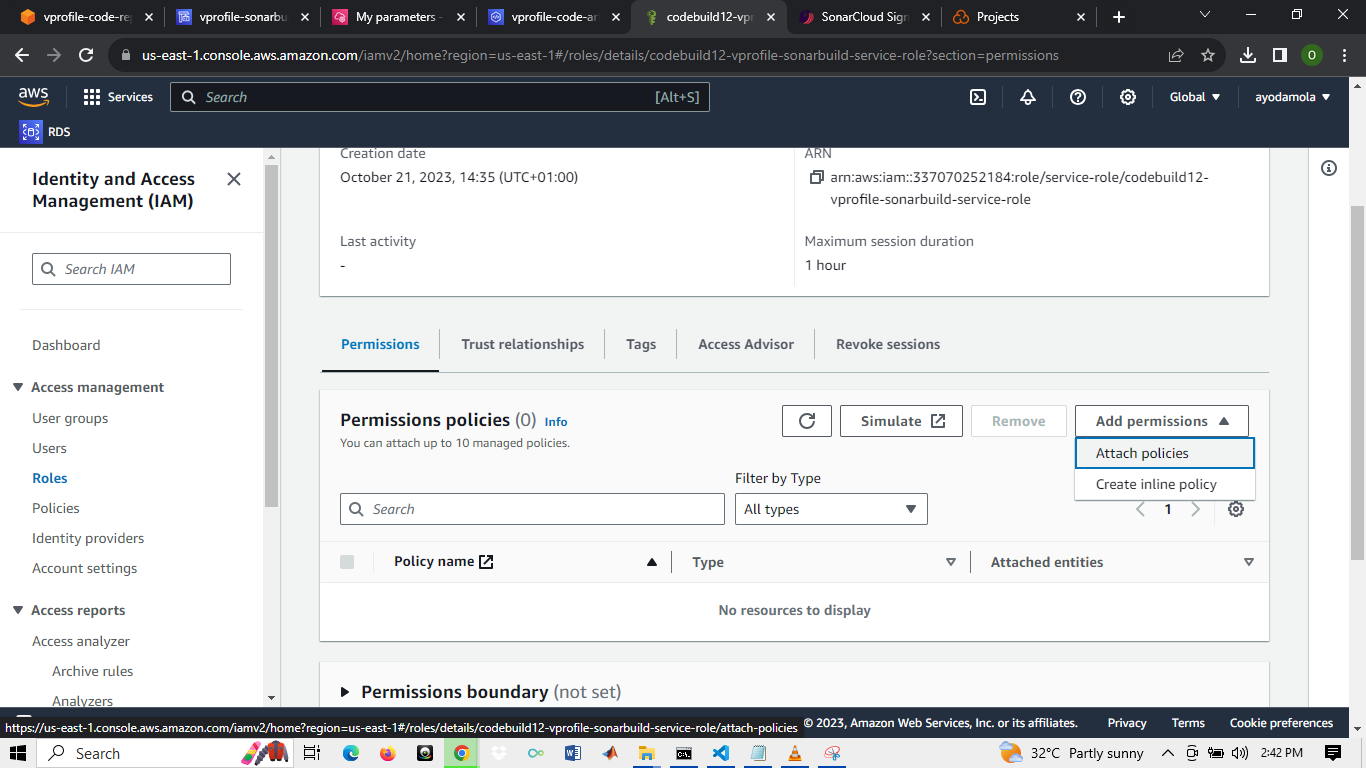 vprofile-code-rep
vprofile-sonarbu
My parameters -
vprofile-code-ar
codebuild12-vpr
SonarCloud Sign
Projects
us-east-1.console.aws.amazon.com/iamv2/home?region=us-east-1#/roles/details/codebuild12-vprofile-sonarbuild-service-role?section=permissions
O
aws
Services
Search
[Alt+S]
Global
ayodamola
RDS
Identity and Access
Management (IAM)
Search IAM
Dashboard
Access management
User groups
Users
Roles
Policies
Identity providers
Account settings
Access reports
Access analyzer
Archive rules
Analyzers
Creation date
October 21, 2023, 14:35 (UTC+01:00)
ARN
arn:aws:iam::337070252184:role/service-role/codebuild12-
vprofile-sonarbuild-service-role
Last activity
-
Maximum session duration
1 hour
Permissions
Trust relationships
Tags
Access Advisor
Revoke sessions
Permissions policies (0) Info
You can attach up to 10 managed policies.
Simulate
Remove
Add permissions
Attach policies
Create inline policy
Filter by Type
Search
All types
1
Policy name
Type
Attached entities
No resources to display
Permissions boundary (not set)
https://us-east-1.console.aws.amazon.com/iamv2/home?region=us-east-1#/roles/details/codebuild12-vprofile-sonarbuild-service-role/attach-policies
© 2023, Amazon Web Services, Inc. or its affiliates.
Privacy
Terms
Cookie preferences
Search
32°C Partly sunny
2:42 PM